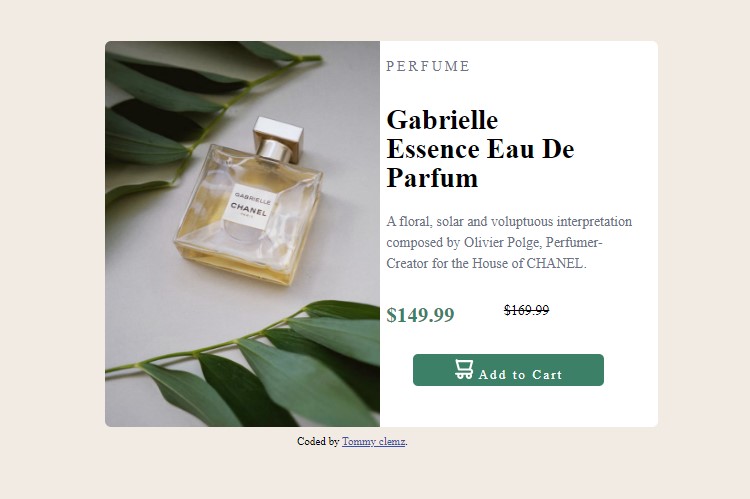 GABRIELLE
CHANEL
PARIS
PERFUME
Gabrielle
Essence Eau De
Parfum
A floral, solar and voluptuous interpretation
composed by Olivier Polge, Perfumer-
Creator for the House of CHANEL.
$149.99 $169.99
Add to Cart
Coded by Tommy clemz.